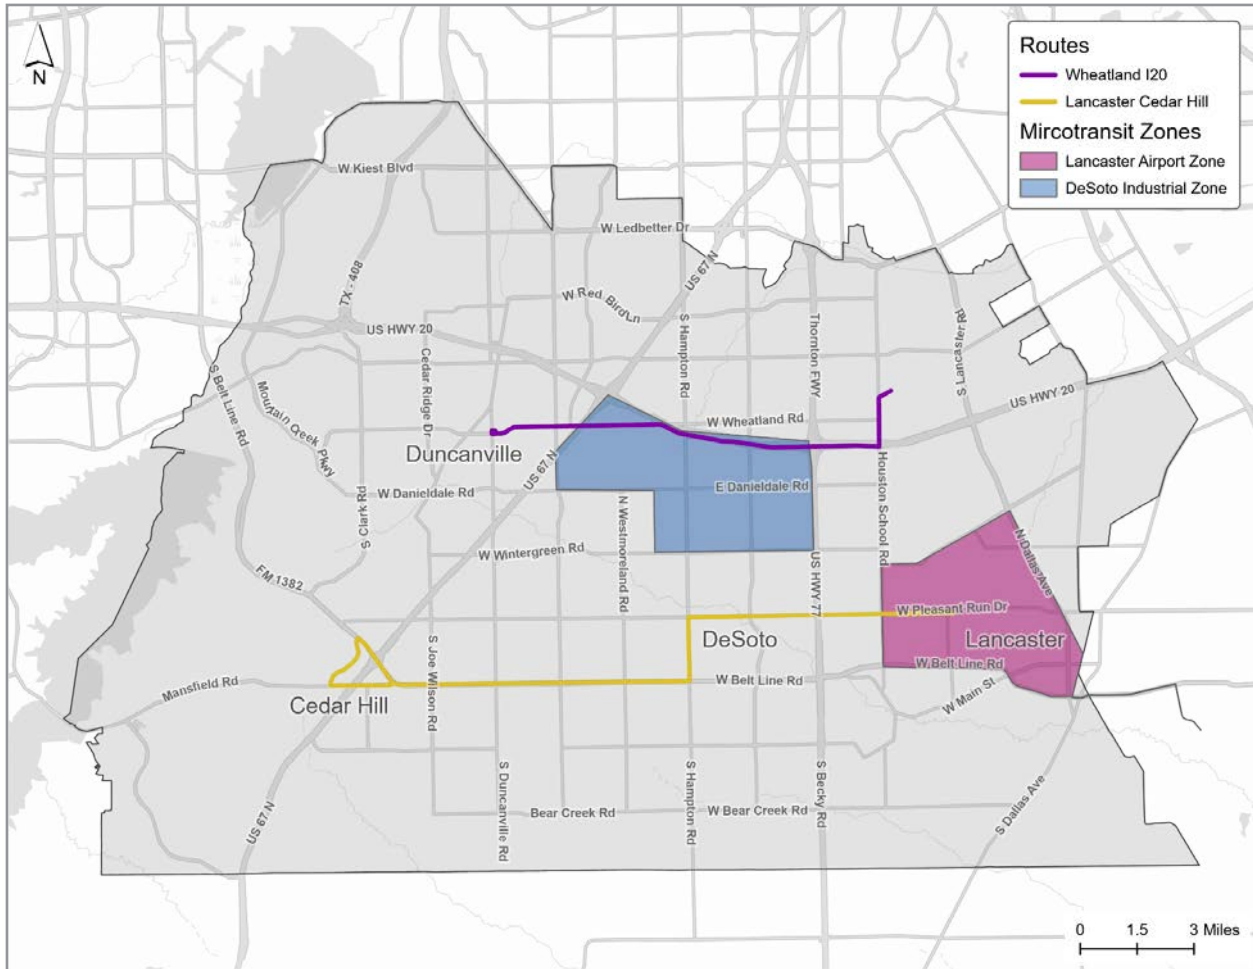 Routes
Wheatland I20
Lancaster Cedar Hill
Mircotransit Zones
Lancaster Airport Zone
DeSoto Industrial Zone
N
W Kiest Blvd
W Ledbetter Dr
US 67 N
TX - 408
W Red Bird Ln
US HWY 20
S Hampton Rd
Thornton FWY
S Lancaster Rd
Cedar Ridge Dr
S Belt Line Rd
Mountain Creek Pkwy
US HWY 20
W Wheatland Rd
Duncanville
US 67 N
W Danieldale Rd
E Danieldale Rd
Houston School Rd
S Clark Rd
N Westmoreland Rd
W Wintergreen Rd
N Dallas Ave
US HWY 77
FM 1382
W Pleasant Run Dr
DeSoto
Lancaster
S Joe Wilson Rd
W Belt Line Rd
W Belt Line Rd
Mansfield Rd
Cedar Hill
W Main St
S Duncanville Rd
S Hampton Rd
S Becky Rd
US 67 N
Bear Creek Rd
W Bear Creek Rd
S Dallas Ave
0 1.5 3 Miles